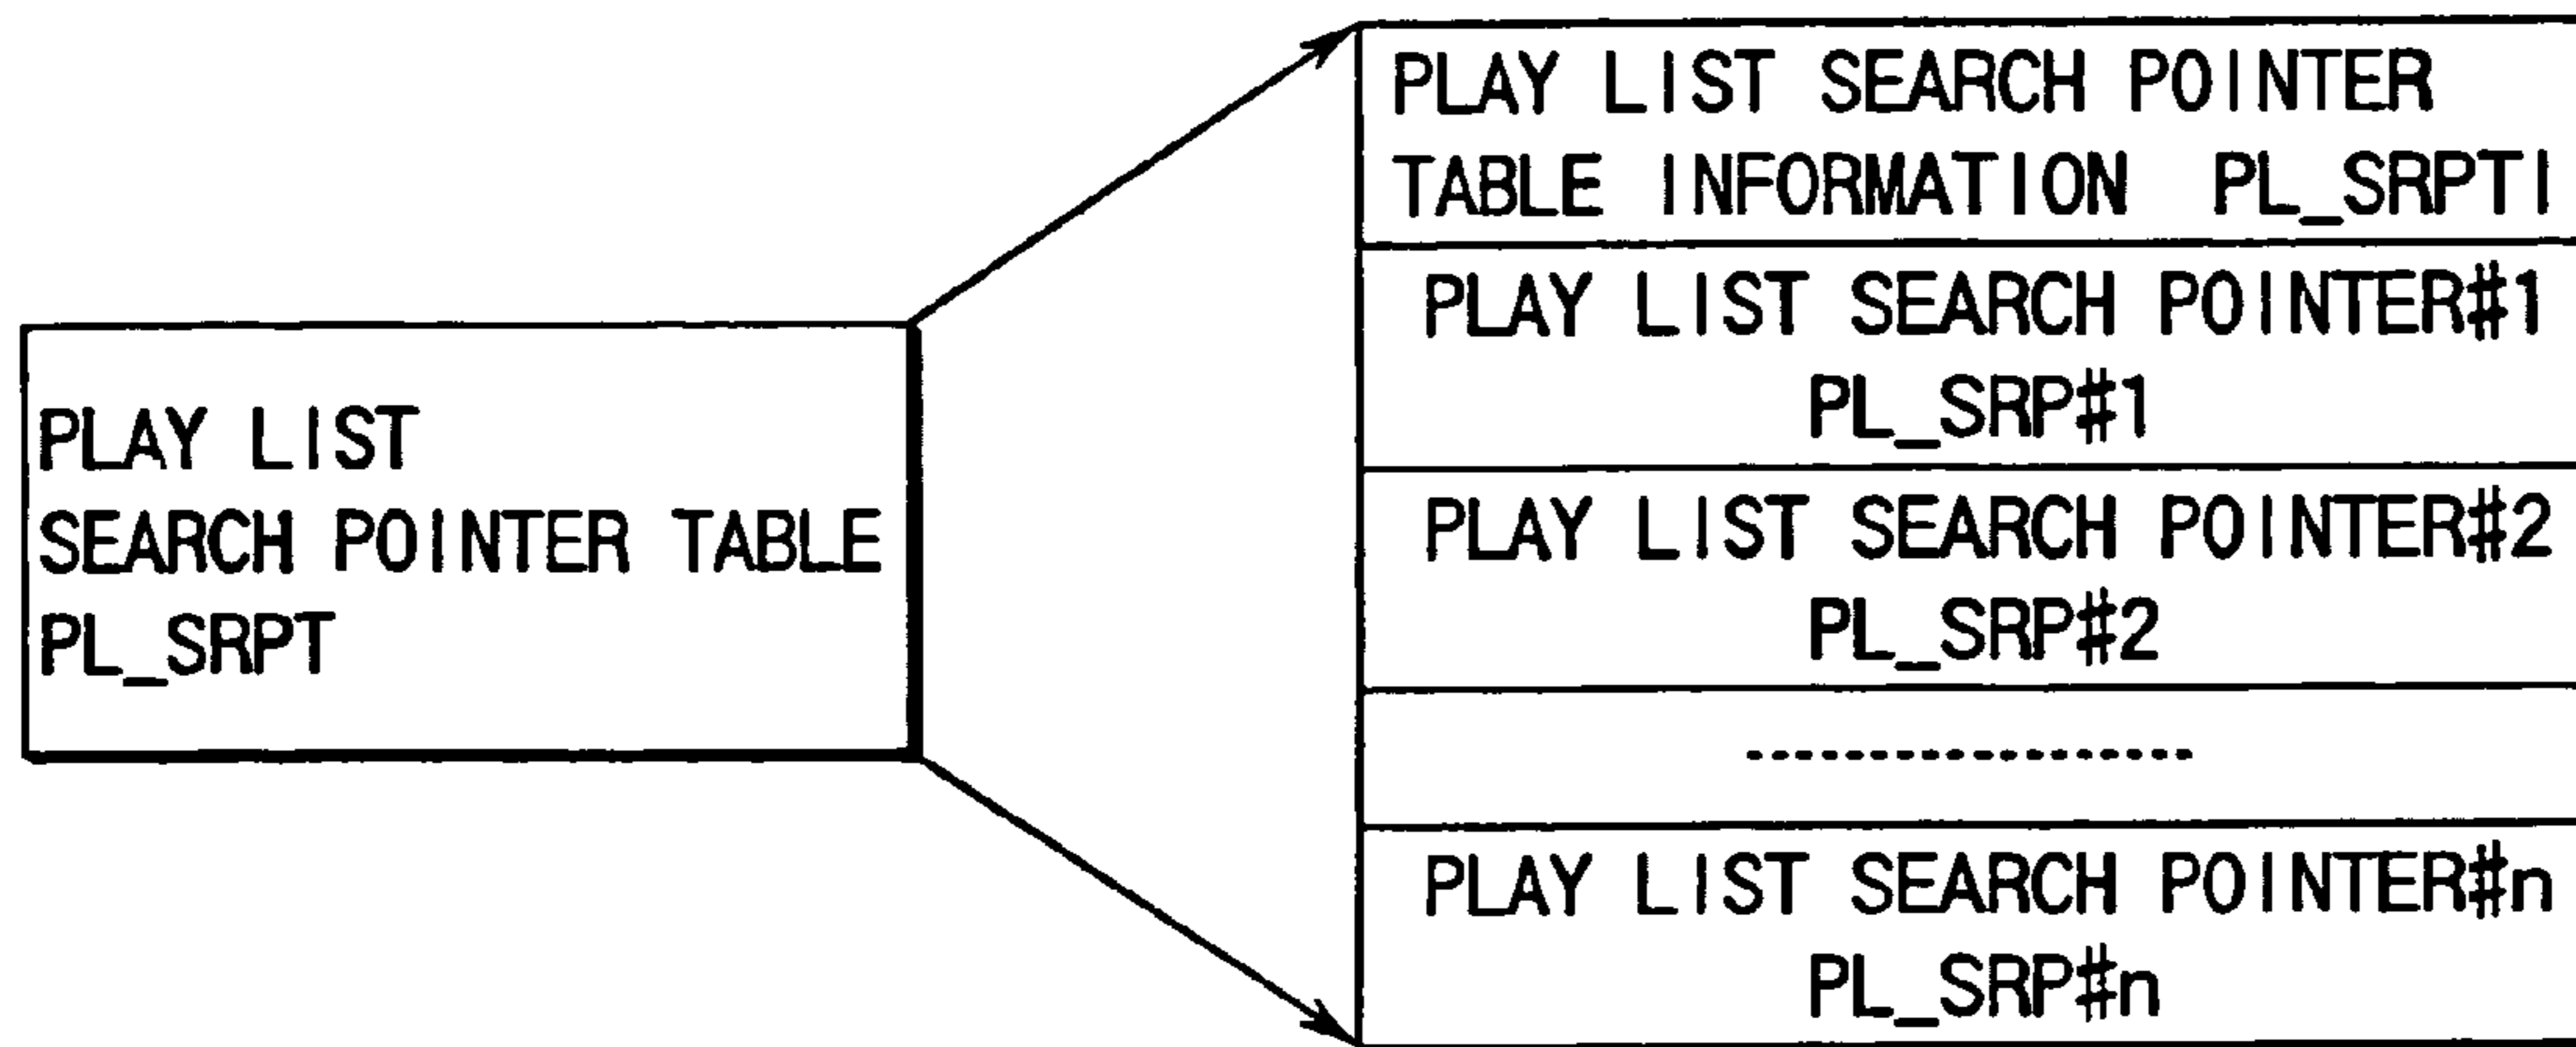 PLAY LIST
SEARCH POINTER TABLE
PL_SRPT
PLAY LIST SEARCH POINTER
TABLE INFORMATION PL_SRPTI
PLAY LIST SEARCH POINTER#1
PL_SRP#1
PLAY LIST SEARCH POINTER#2
PL_SRP#2
PLAY LIST SEARCH POINTER#n
PL_SRP#n